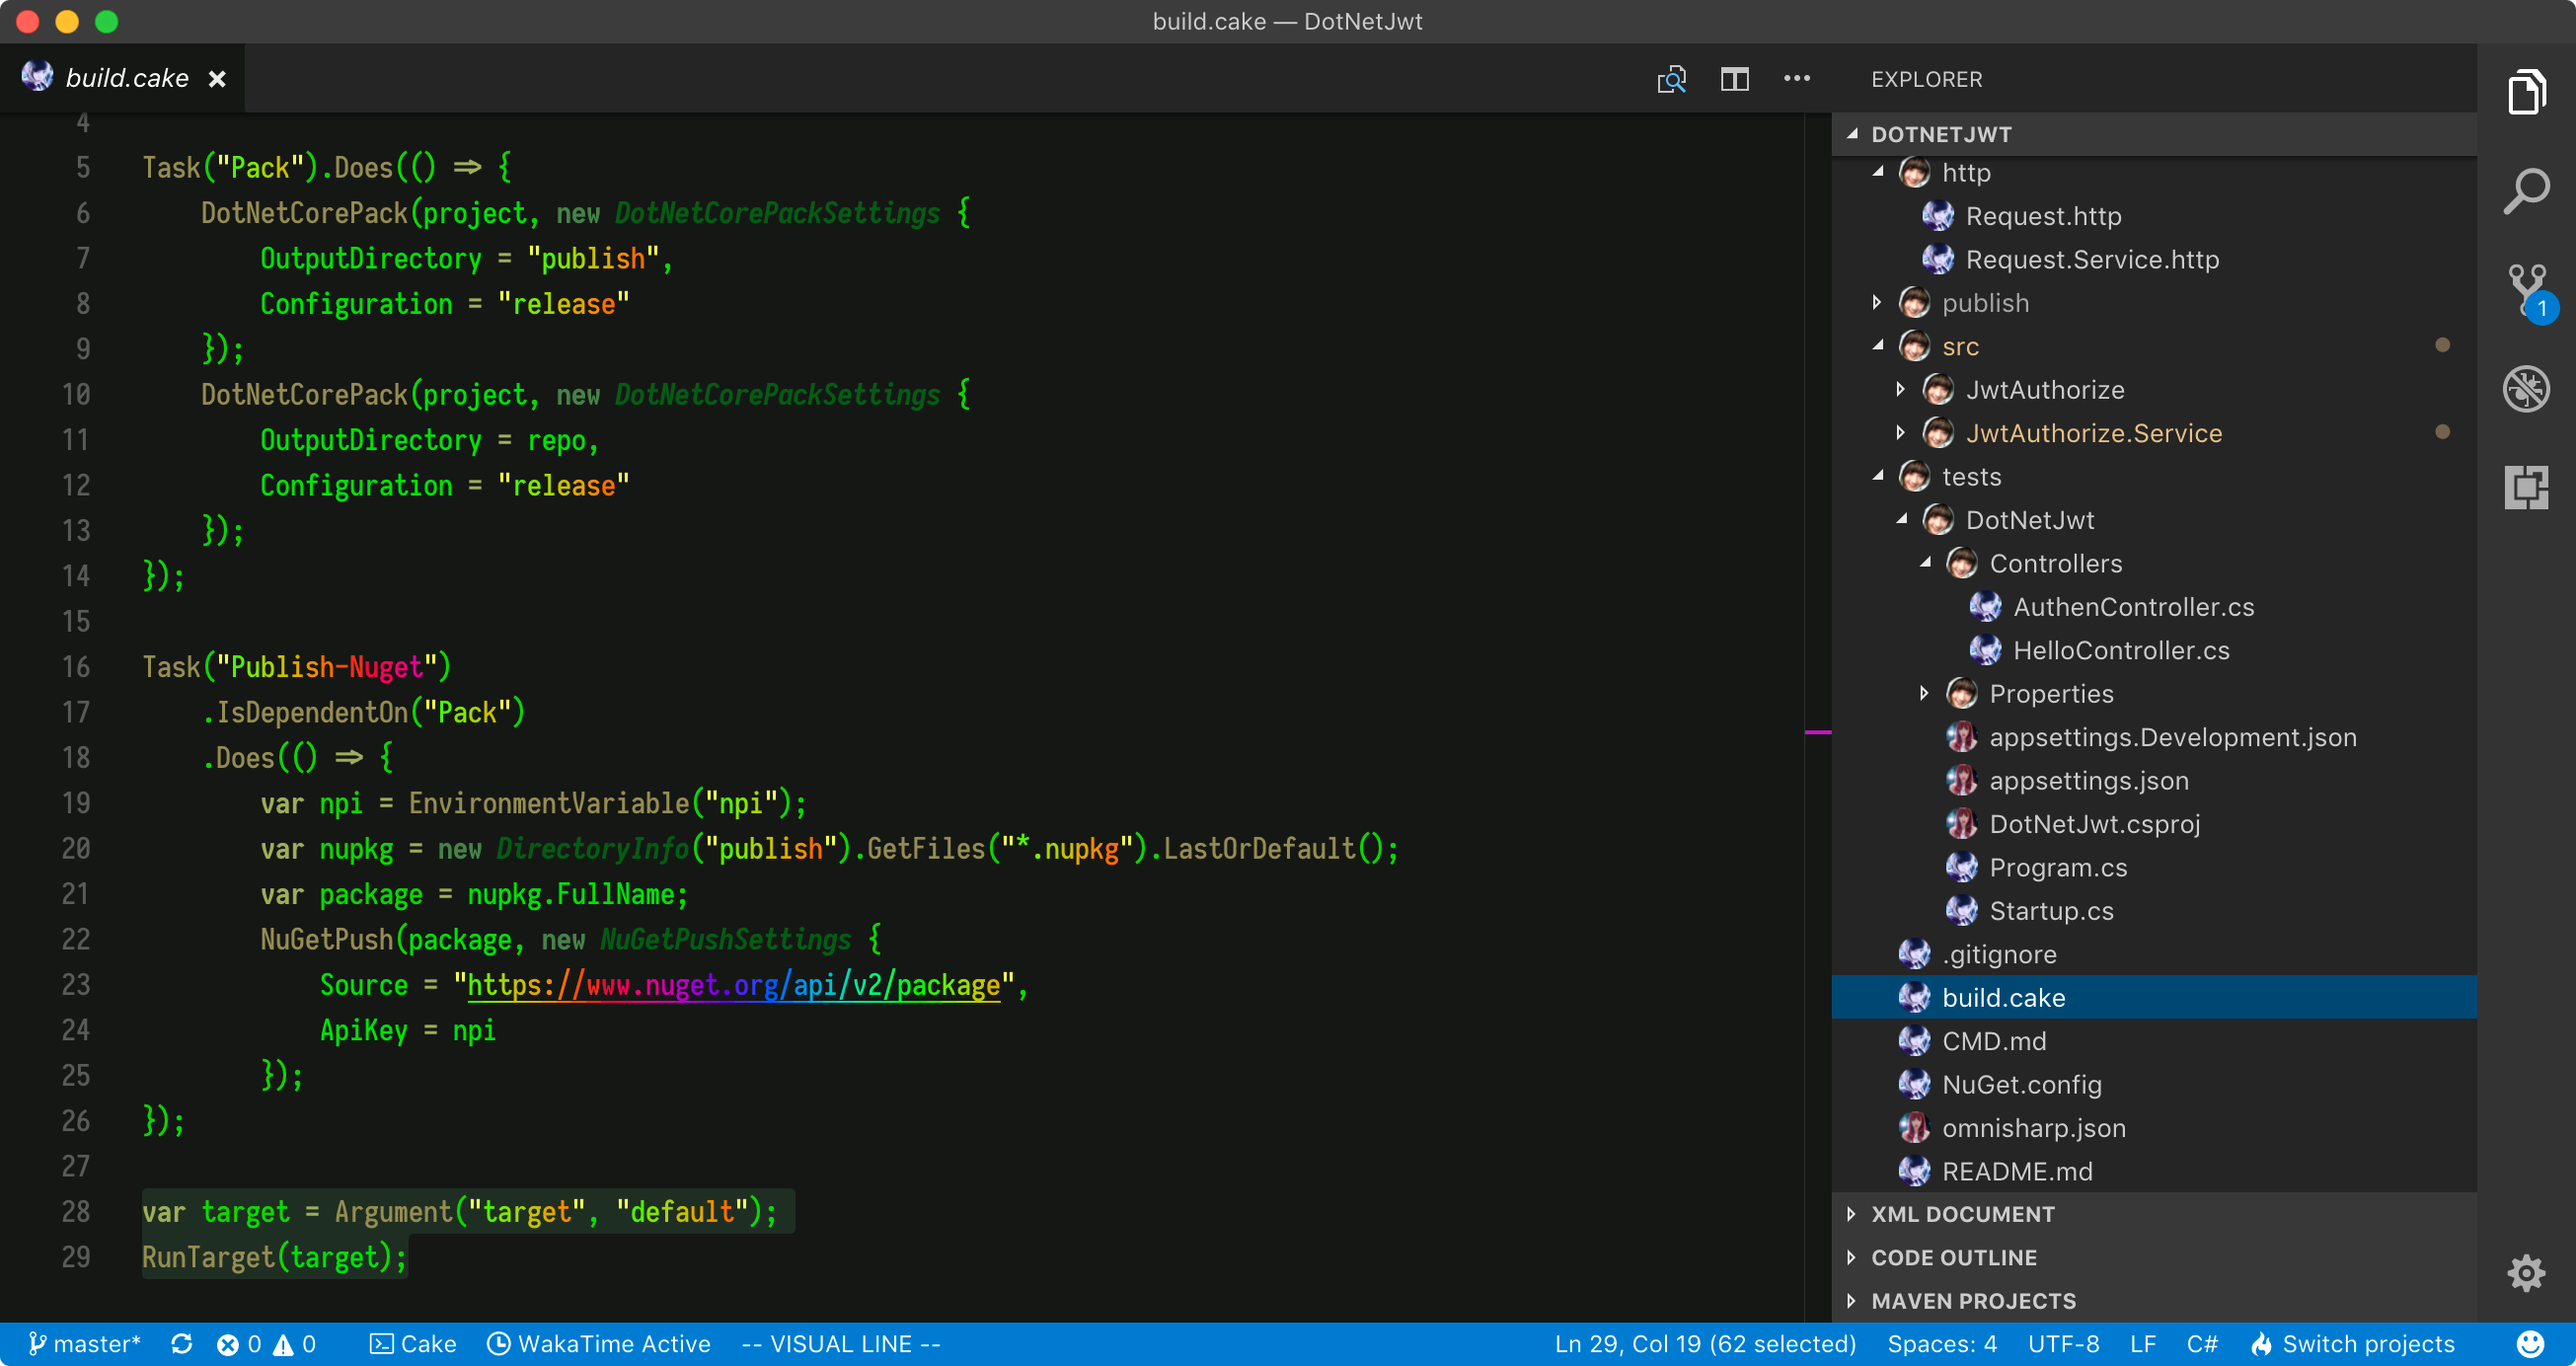 build.cake — DotNetJwt
build.cake
EXPLORER
4
5 Task("Pack").Does(() => {
6 DotNetCorePack(project, new DotNetCorePackSettings {
7 OutputDirectory = "publish",
8 Configuration = "release"
9 });
10 DotNetCorePack(project, new DotNetCorePackSettings {
11 OutputDirectory = repo,
12 Configuration = "release"
13 });
14 });
15
16 Task("Publish-Nuget")
17 .IsDependentOn("Pack")
18 .Does(() => {
19 var npi = EnvironmentVariable("npi");
20 var nupkg = new DirectoryInfo("publish").GetFiles("*.nupkg").LastOrDefault();
21 var package = nupkg.FullName;
22 NuGetPush(package, new NuGetPushSettings {
23 Source = "https://www.nuget.org/api/v2/package",
24 ApiKey = npi
25 });
26 });
27
28 var target = Argument("target", "default");
29 RunTarget(target);
DOTNETJWT
http
Request.http
Request.Service.http
publish
src
JwtAuthorize
JwtAuthorize.Service
tests
DotNetJwt
Controllers
AuthenController.cs
HelloController.cs
Properties
appsettings.Development.json
appsettings.json
DotNetJwt.csproj
Program.cs
Startup.cs
.gitignore
build.cake
CMD.md
NuGet.config
omnisharp.json
README.md
XML DOCUMENT
CODE OUTLINE
MAVEN PROJECTS
1
master* 0 0 Cake WakaTime Active -- VISUAL LINE -- Ln 29, Col 19 (62 selected) Spaces: 4 UTF-8 LF C# Switch projects